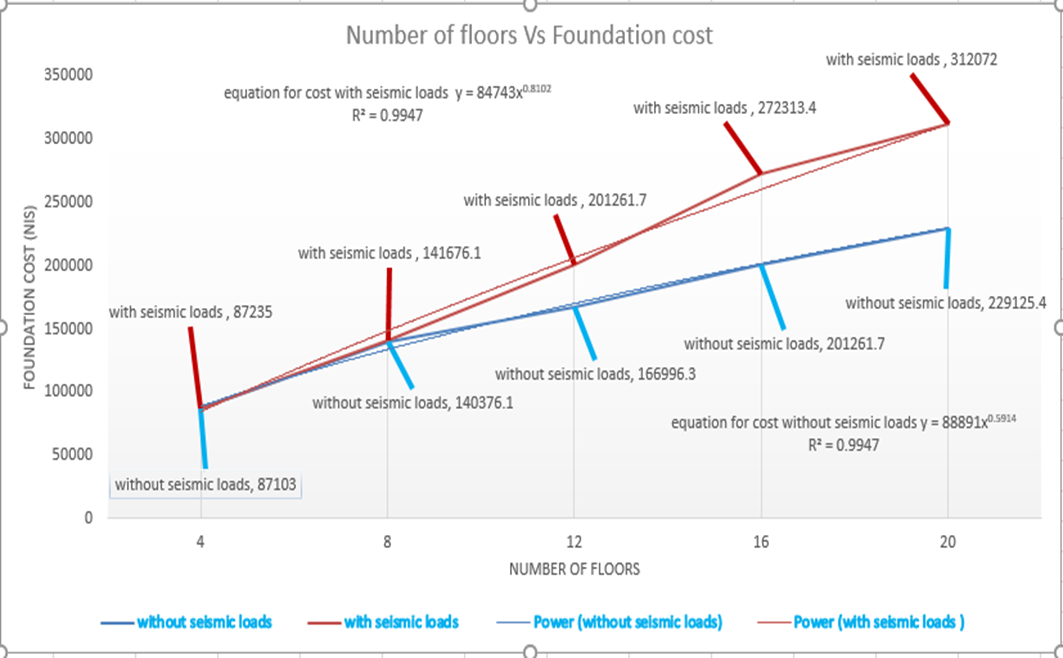 Number of floors Vs Foundation cost
350000
300000
250000
200000
150000
100000
50000
0
FOUNDATION COST (NIS)
equation for cost with seismic loads y = 84743x^0.8102
R² = 0.9947
with seismic loads , 312072
with seismic loads , 272313.4
with seismic loads , 201261.7
with seismic loads , 141676.1
with seismic loads , 87235
without seismic loads, 229125.4
without seismic loads, 201261.7
without seismic loads, 166996.3
without seismic loads, 140376.1
equation for cost without seismic loads y = 88891x^0.5914
R² = 0.9947
without seismic loads, 87103
4 8 12 16 20
NUMBER OF FLOORS
without seismic loads with seismic loads Power (without seismic loads) Power (with seismic loads )